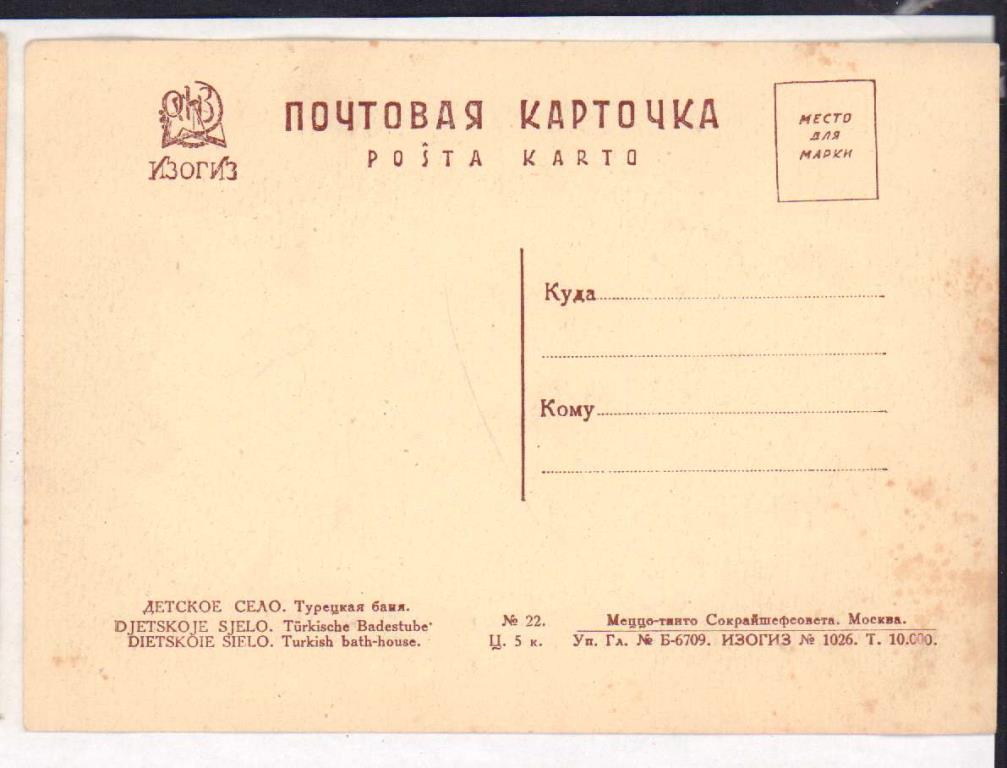 ОГИЗ
ИЗОГИЗ
ПОЧТОВАЯ КАРТОЧКА
POŜTA KARTO
МЕСТО
ДЛЯ
МАРКИ
Куда
Кому
ДЕТСКОЕ СЕЛО. Турецкая баня.
DJETSKOJE SJELO. Türkische Badestube
DIETSKOIE SIELO. Turkish bath-house.
№ 22.
Ц. 5 к.
Меццо-тинто Сокрайшефсовета. Москва.
Уп. Гл. № Б-6709. ИЗОГИЗ № 1026. Т. 10.000.